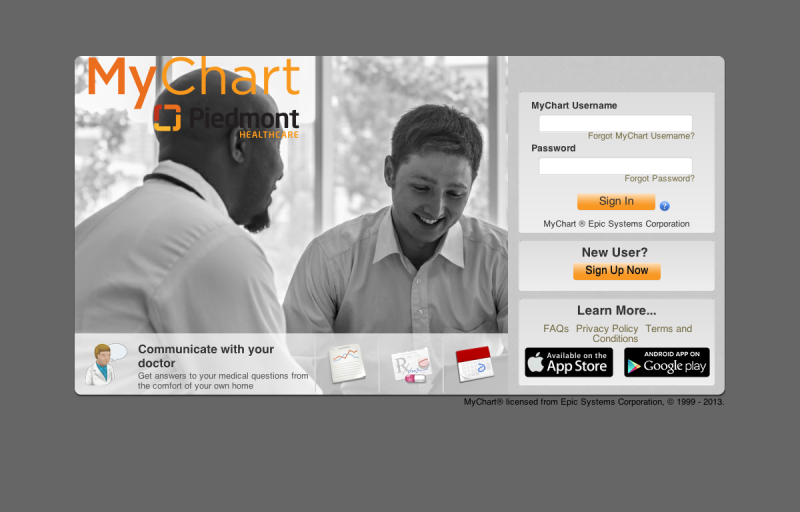 MyChart
Piedmont
HEALTHCARE
MyChart Username
Forgot MyChart Username?
Password
Forgot Password?
Sign In
?
MyChart ® Epic Systems Corporation
New User?
Sign Up Now
Learn More...
FAQs Privacy Policy Terms and
Conditions
Available on the
App Store
ANDROID APP ON
Google play
Communicate with your
doctor
Get answers to your medical questions from
the comfort of your own home
MyChart® licensed from Epic Systems Corporation, © 1999 - 2013.